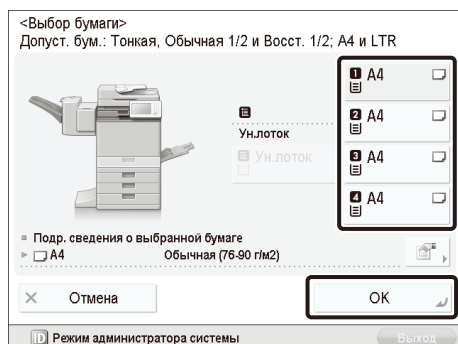 <Выбор бумаги>
Допуст. бум.: Тонкая, Обычная 1/2 и Восст. 1/2; A4 и LTR
1 A4
2 A4
Ун.лоток
Ун.лоток
3 A4
4 A4
Подр. сведения о выбранной бумаге
A4 Обычная (76-90 г/м2)
Отмена
OK
ID Режим администратора системы
Выход